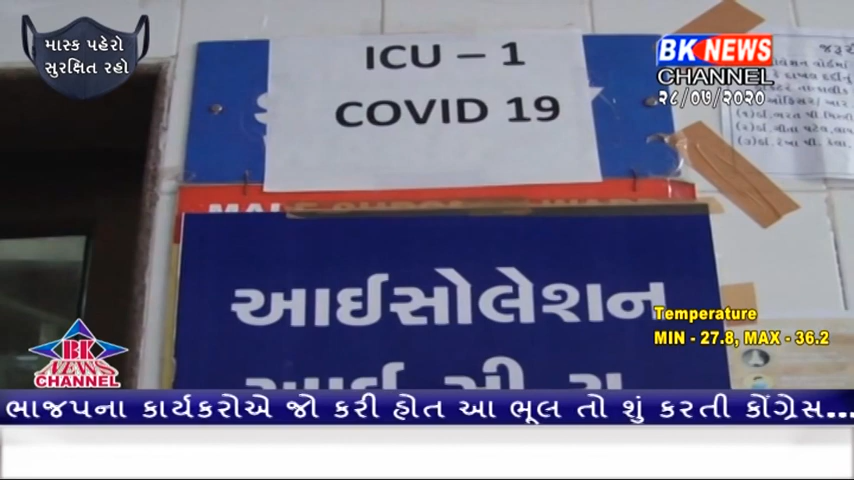 માસ્ક પહેરો
સુરક્ષિત રહો
ICU – 1
COVID 19
BK NEWS
CHANNEL
૨૮/૦૭/૨૦૨૦
આઈસોલેશન
આઈ સી યુ
Temperature
MIN - 27.8, MAX - 36.2
BK
NEWS
CHANNEL
ભાજપના કાર્યકરોએ જો કરી હોત આ ભૂલ તો શું કરતી કોંગ્રેસ...